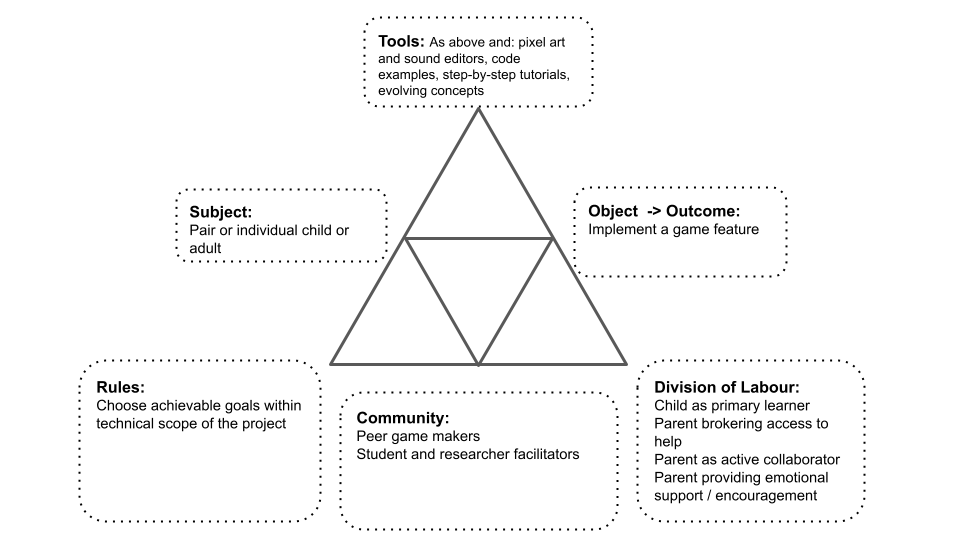 Tools: As above and: pixel art
and sound editors, code
examples, step-by-step tutorials,
evolving concepts
Subject:
Pair or individual child or
adult
Object -> Outcome:
Implement a game feature
Rules:
Choose achievable goals within
technical scope of the project
Community:
Peer game makers
Student and researcher facilitators
Division of Labour:
Child as primary learner
Parent brokering access to
help
Parent as active collaborator
Parent providing emotional
support / encouragement